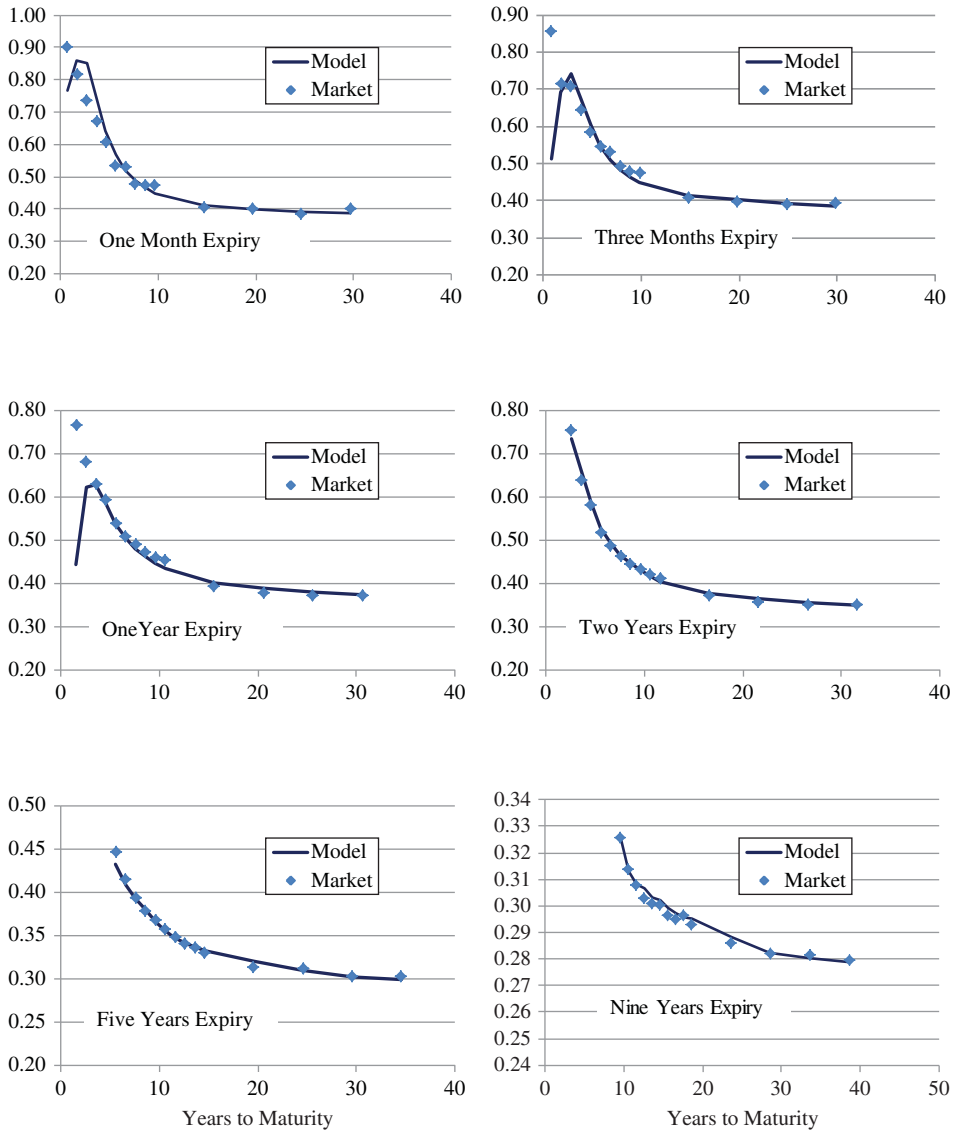 1.00
0.90
0.80
0.70
0.60
0.50
0.40
0.30
0.20
Model
Market
One Month Expiry
0 10 20 30 40
0.90
0.80
0.70
0.60
0.50
0.40
0.30
0.20
Model
Market
Three Months Expiry
0 10 20 30 40
0.80
0.70
0.60
0.50
0.40
0.30
0.20
Model
Market
OneYear Expiry
0 10 20 30 40
0.80
0.70
0.60
0.50
0.40
0.30
0.20
Model
Market
Two Years Expiry
0 10 20 30 40
0.50
0.45
0.40
0.35
0.30
0.25
0.20
Model
Market
Five Years Expiry
0 10 20 30 40
Years to Maturity
0.34
0.33
0.32
0.31
0.30
0.29
0.28
0.27
0.26
0.25
0.24
Model
Market
Nine Years Expiry
0 10 20 30 40 50
Years to Maturity